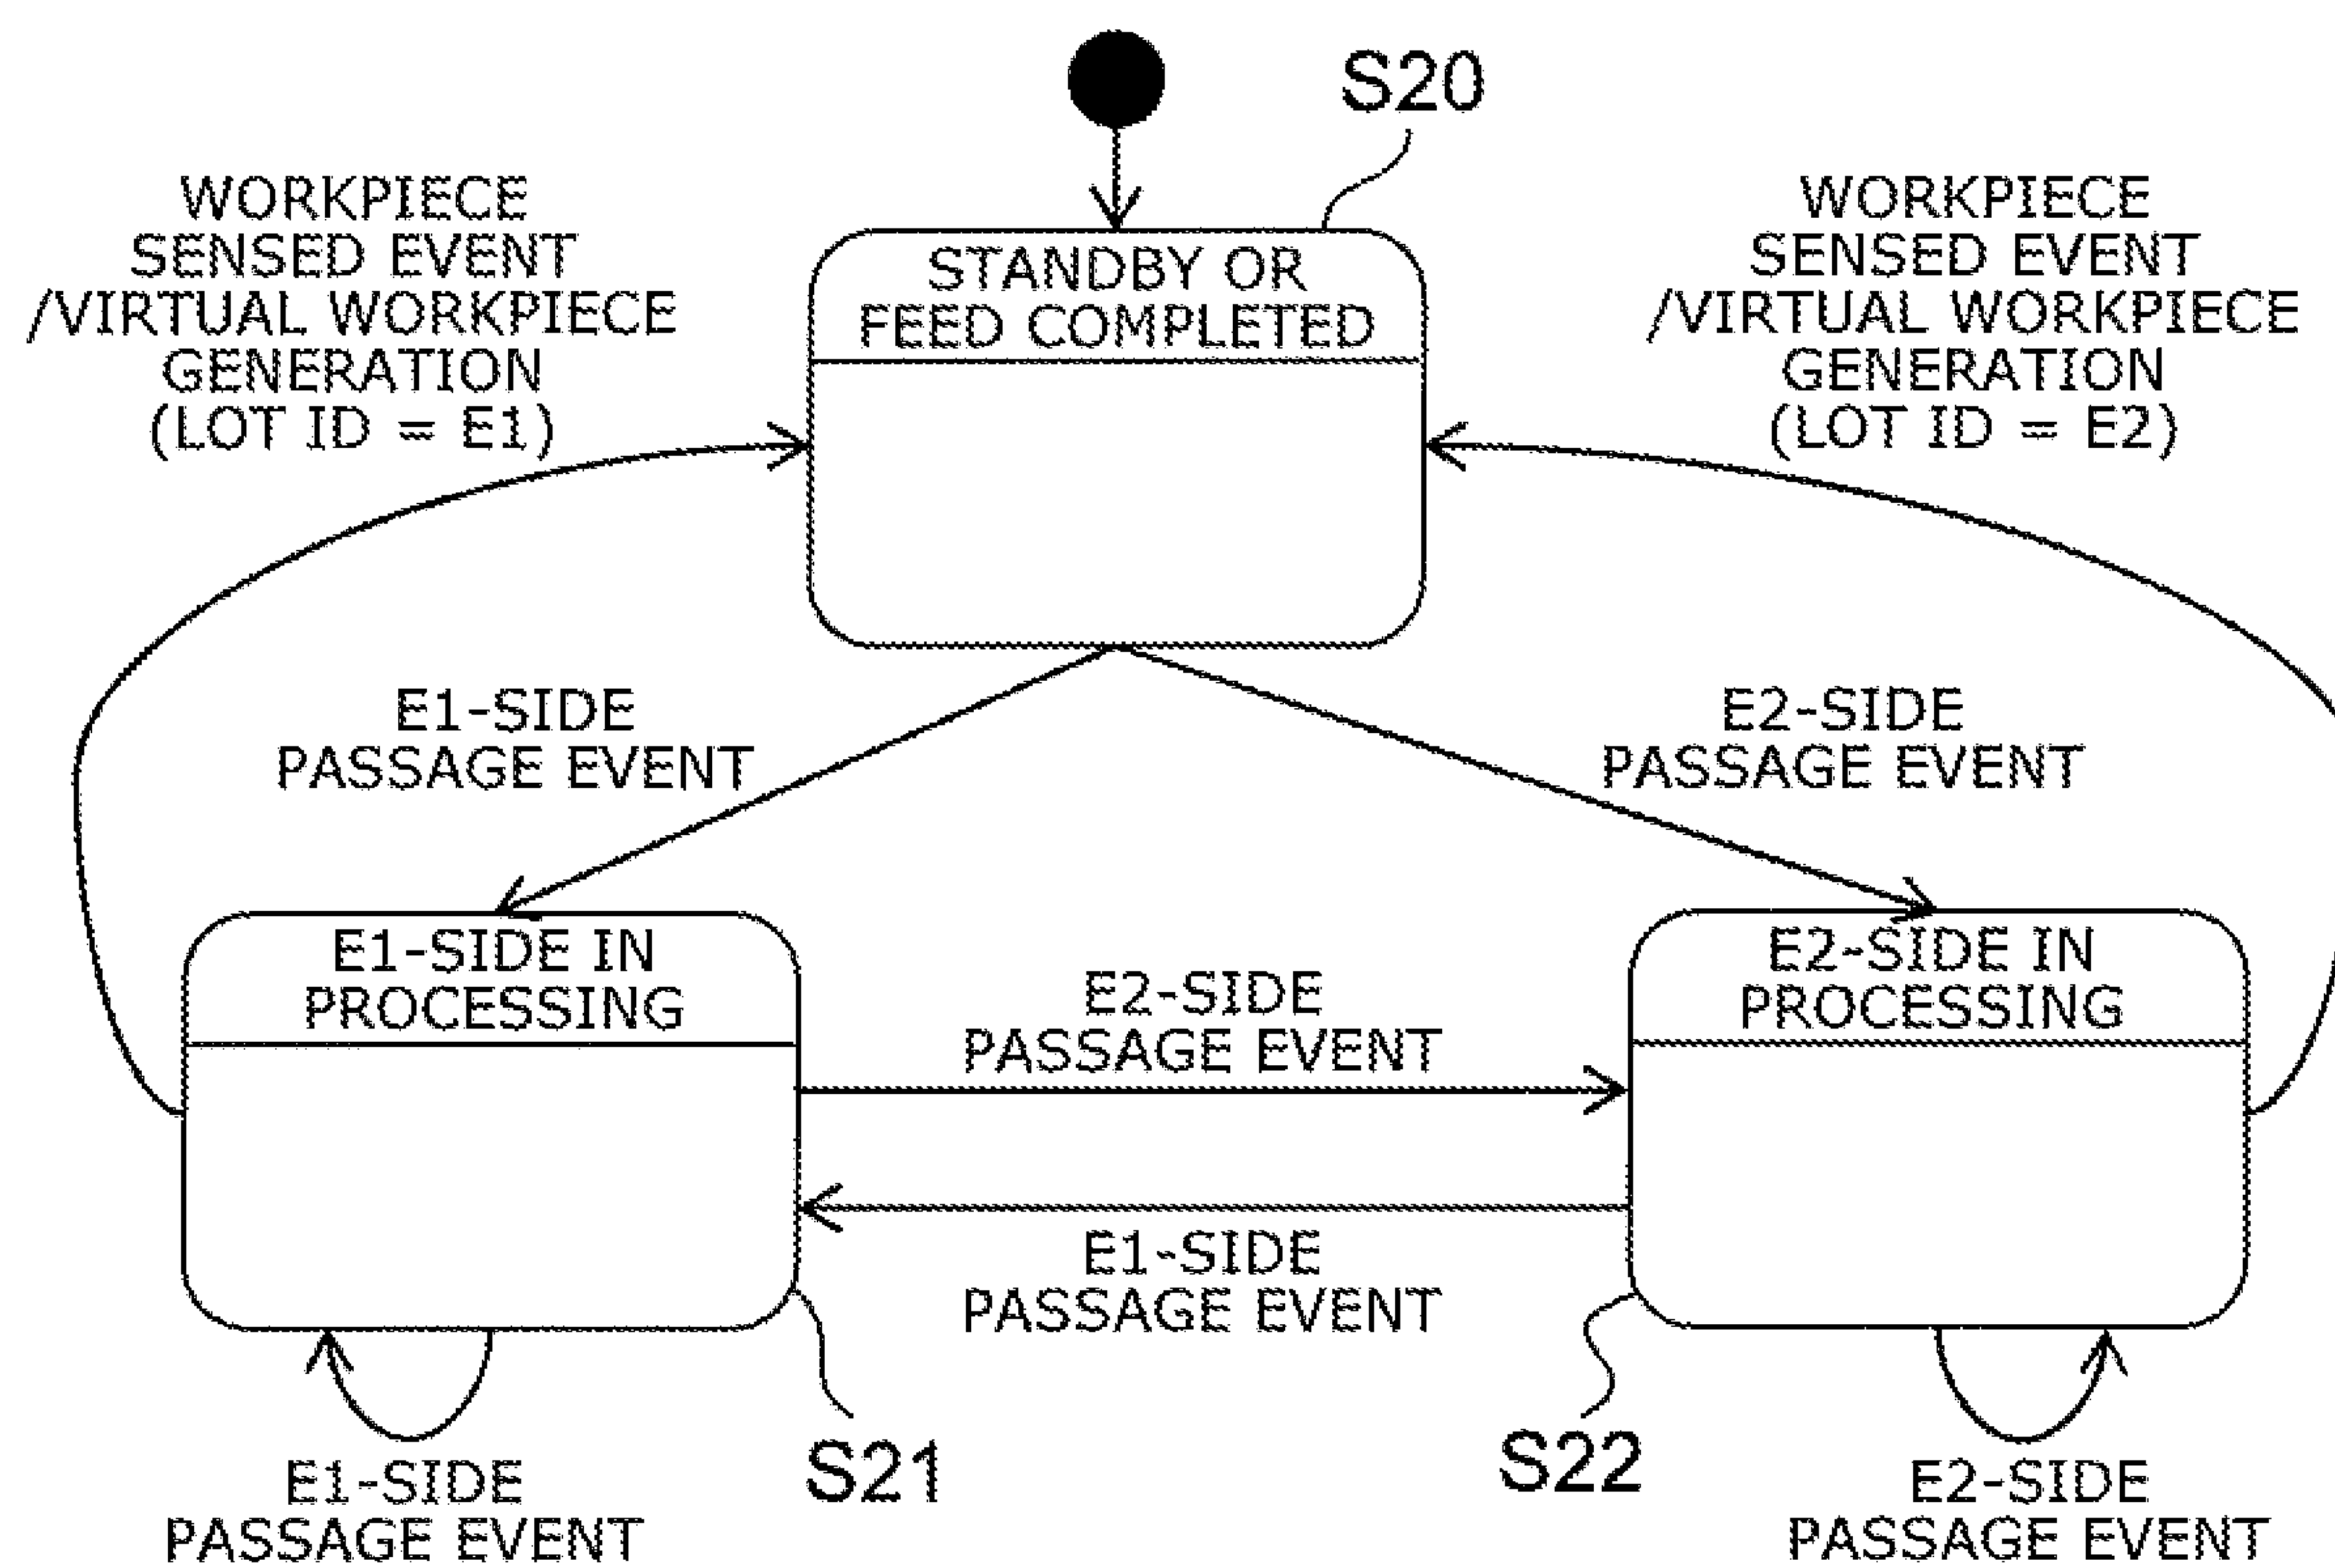 S20
WORKPIECE
SENSED EVENT
/VIRTUAL WORKPIECE
GENERATION
(LOT ID = E1)
STANDBY OR
FEED COMPLETED
WORKPIECE
SENSED EVENT
/VIRTUAL WORKPIECE
GENERATION
(LOT ID = E2)
E1-SIDE
PASSAGE EVENT
E2-SIDE
PASSAGE EVENT
E1-SIDE IN
PROCESSING
E2-SIDE
PASSAGE EVENT
E2-SIDE IN
PROCESSING
E1-SIDE
PASSAGE EVENT
S21
S22
E1-SIDE
PASSAGE EVENT
E2-SIDE
PASSAGE EVENT